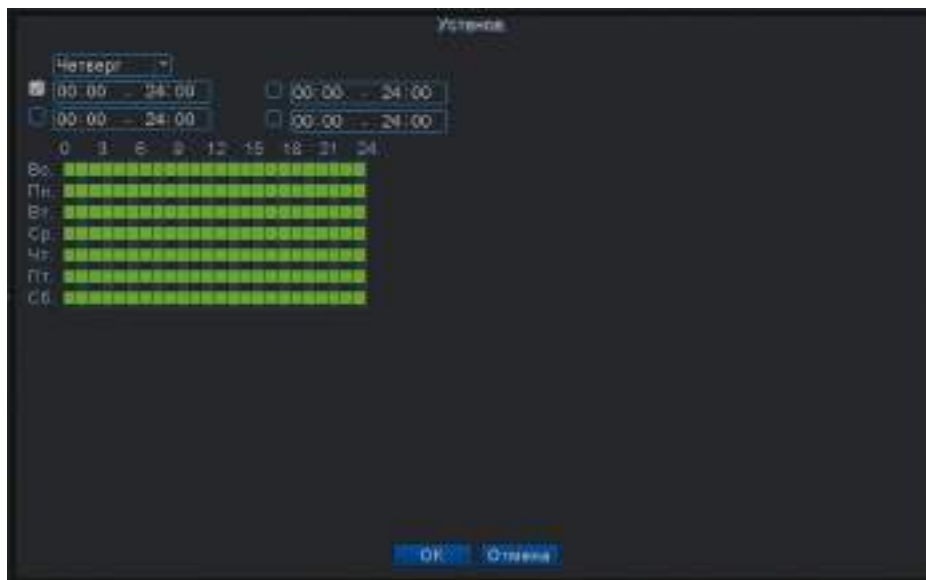 Установ.
Четверг
00:00 - 24:00 00:00 - 24:00
00:00 - 24:00 00:00 - 24:00
0 3 6 9 12 15 18 21 24
Вс.
Пн.
Вт.
Ср.
Чт.
Пт.
Сб.
OK Отмена